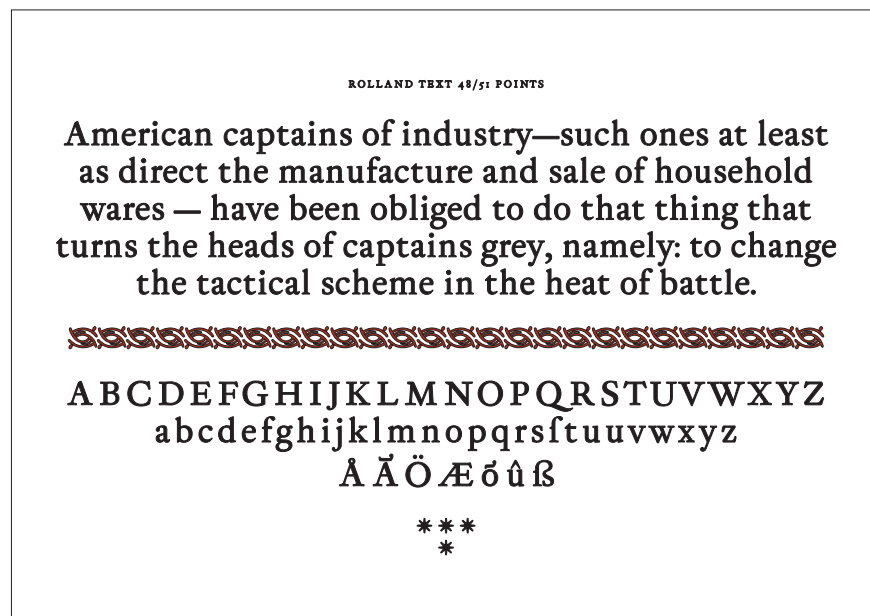 ROLLAND TEXT 48/51 POINTS
American captains of industry—such ones at least
as direct the manufacture and sale of household
wares — have been obliged to do that thing that
turns the heads of captains grey, namely: to change
the tactical scheme in the heat of battle.
A B C D E F G H I J K L M N O P Q R S T U V W X Y Z
a b c d e f g h i j k l m n o p q r s ſ t u u v w x y z
Å Ā̆ Ö Æ ő û ß
* * *
*